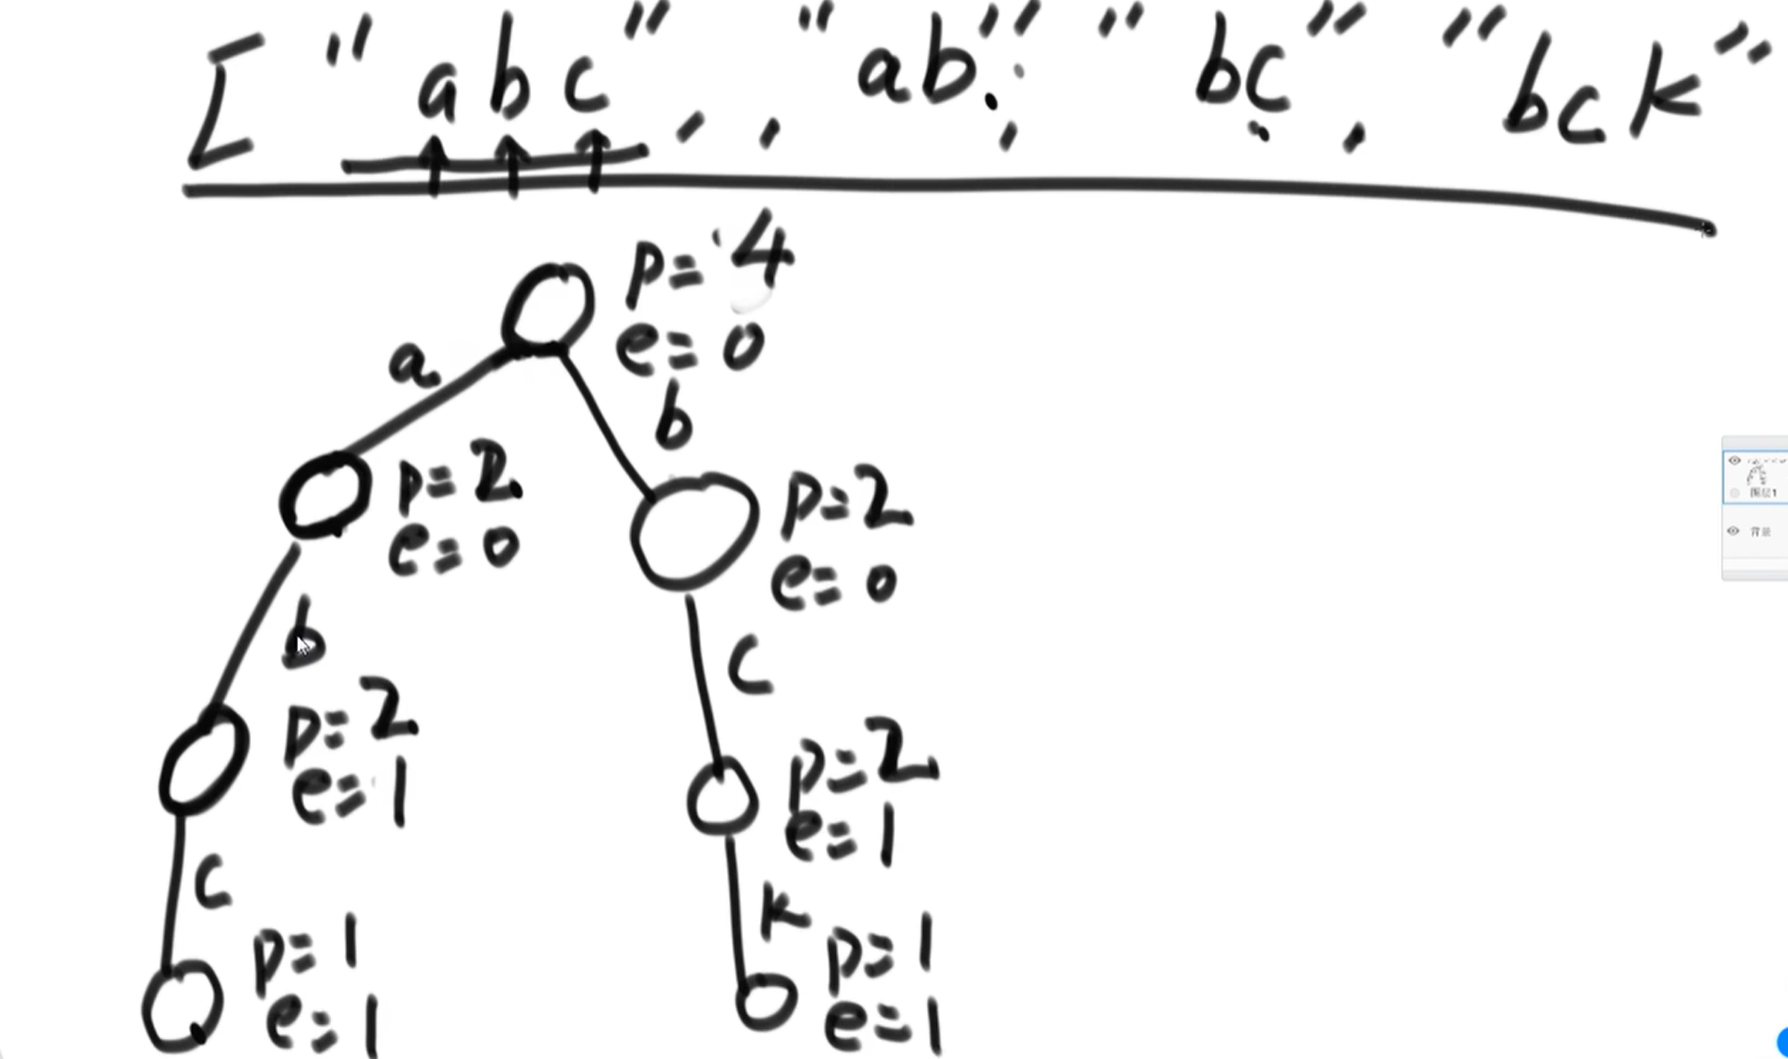 ["abc", , "ab", "bc", "bck"
p=4
e=0
a
b
p=2
e=0
p=2
e=0
b
c
p=2
e=1
p=2
e=1
c
k
p=1
e=1
p=1
e=1
图层1
背景